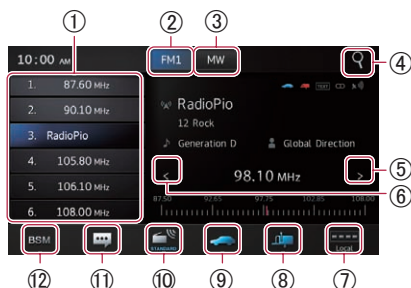 ① ② ③
10:00 AM FM1 MW ④
1. 87.60 MHz
2. 90.10 MHz TEXT
3. RadioPio RadioPio
12 Rock
4. 105.80 MHz Generation D Global Direction
5. 106.10 MHz < 98.10 MHz > ⑤
⑥
6. 108.00 MHz 87.50 92.65 97.75 102.85 108.00
BSM STANDARD Local
⑫ ⑪ ⑩ ⑨ ⑧ ⑦